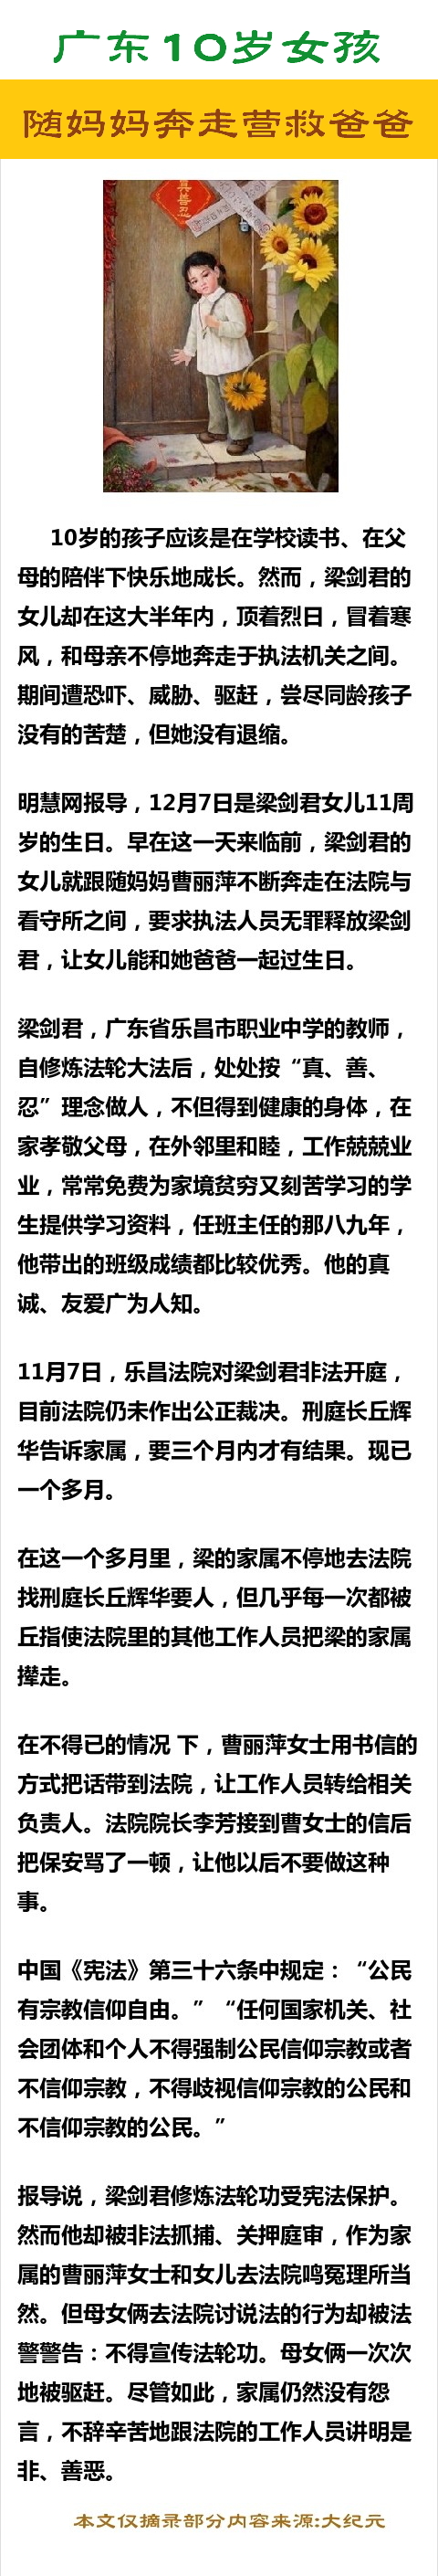 广东10岁女孩
随妈妈奔走营救爸爸
真善忍
10岁的孩子应该是在学校读书、在父
母的陪伴下快乐地成长。然而，梁剑君的
女儿却在这大半年内，顶着烈日，冒着寒
风，和母亲不停地奔走于执法机关之间。
期间遭恐吓、威胁、驱赶，尝尽同龄孩子
没有的苦楚，但她没有退缩。
明慧网报导，12月7日是梁剑君女儿11周
岁的生日。早在这一天来临前，梁剑君的
女儿就跟随妈妈曹丽萍不断奔走在法院与
看守所之间，要求执法人员无罪释放梁剑
君，让女儿能和她爸爸一起过生日。
梁剑君，广东省乐昌市职业中学的教师，
自修炼法轮大法后，处处按“真、善、
忍”理念做人，不但得到健康的身体，在
家孝敬父母，在外邻里和睦，工作兢兢业
业，常常免费为家境贫穷又刻苦学习的学
生提供学习资料，任班主任的那八九年，
他带出的班级成绩都比较优秀。他的真
诚、友爱广为人知。
11月7日，乐昌法院对梁剑君非法开庭，
目前法院仍未作出公正裁决。刑庭长丘辉
华告诉家属，要三个月内才有结果。现已
一个多月。
在这一个多月里，梁的家属不停地去法院
找刑庭长丘辉华要人，但几乎每一次都被
丘指使法院里的其他工作人员把梁的家属
撵走。
在不得已的情况 下，曹丽萍女士用书信的
方式把话带到法院，让工作人员转给相关
负责人。法院院长李芳接到曹女士的信后
把保安骂了一顿，让他以后不要做这种
事。
中国《宪法》第三十六条中规定：“公民
有宗教信仰自由。”“任何国家机关、社
会团体和个人不得强制公民信仰宗教或者
不信仰宗教，不得歧视信仰宗教的公民和
不信仰宗教的公民。”
报导说，梁剑君修炼法轮功受宪法保护。
然而他却被非法抓捕、关押庭审，作为家
属的曹丽萍女士和女儿去法院鸣冤理所当
然。但母女俩去法院讨说法的行为却被法
警警告：不得宣传法轮功。母女俩一次次
地被驱赶。尽管如此，家属仍然没有怨
言，不辞辛苦地跟法院的工作人员讲明是
非、善恶。
本文仅摘录部分内容来源:大纪元